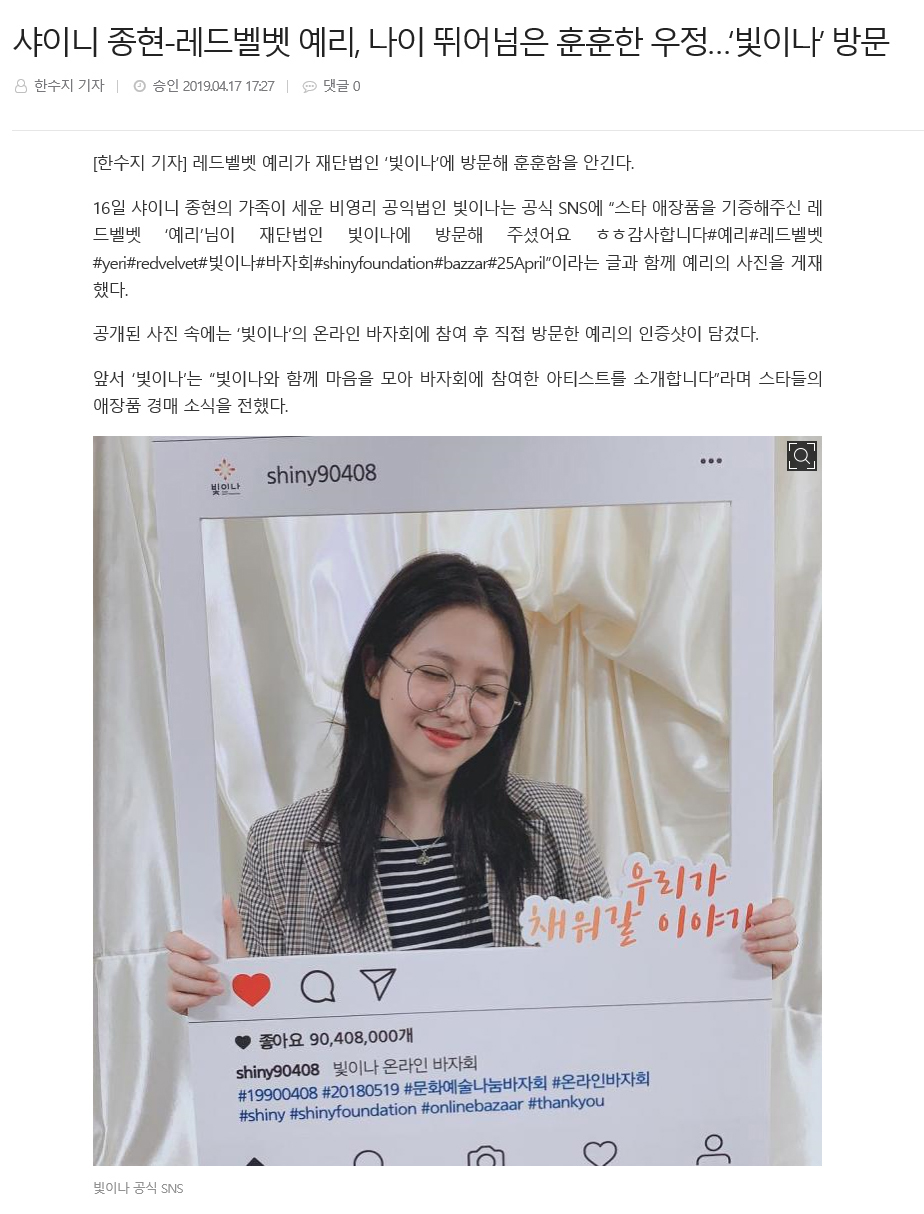 샤이니 종현-레드벨벳 예리, 나이 뛰어넘은 훈훈한 우정…‘빛이나’ 방문
한수지 기자 승인 2019.04.17 17:27 댓글 0
[한수지 기자] 레드벨벳 예리가 재단법인 ‘빛이나’에 방문해 훈훈함을 안긴다.
16일 샤이니 종현의 가족이 세운 비영리 공익법인 빛이나는 공식 SNS에 “스타 애장품을 기증해주신 레
드벨벳 ‘예리’님이 재단법인 빛이나에 방문해 주셨어요 ㅎㅎ감사합니다#예리#레드벨벳
#yeri#redvelvet#빛이나#바자회#shinyfoundation#bazzar#25April”이라는 글과 함께 예리의 사진을 게재
했다.
공개된 사진 속에는 ‘빛이나’의 온라인 바자회에 참여 후 직접 방문한 예리의 인증샷이 담겼다.
앞서 ‘빛이나’는 “빛이나와 함께 마음을 모아 바자회에 참여한 아티스트를 소개합니다”라며 스타들의
애장품 경매 소식을 전했다.
빛이나 shiny90408
우리가
채워갈 이야기
좋아요 90,408,000개
shiny90408 빛이나 온라인 바자회
#19900408 #20180519 #문화예술나눔바자회 #온라인바자회
#shiny #shinyfoundation #onlinebazaar #thankyou
빛이나 공식 SNS